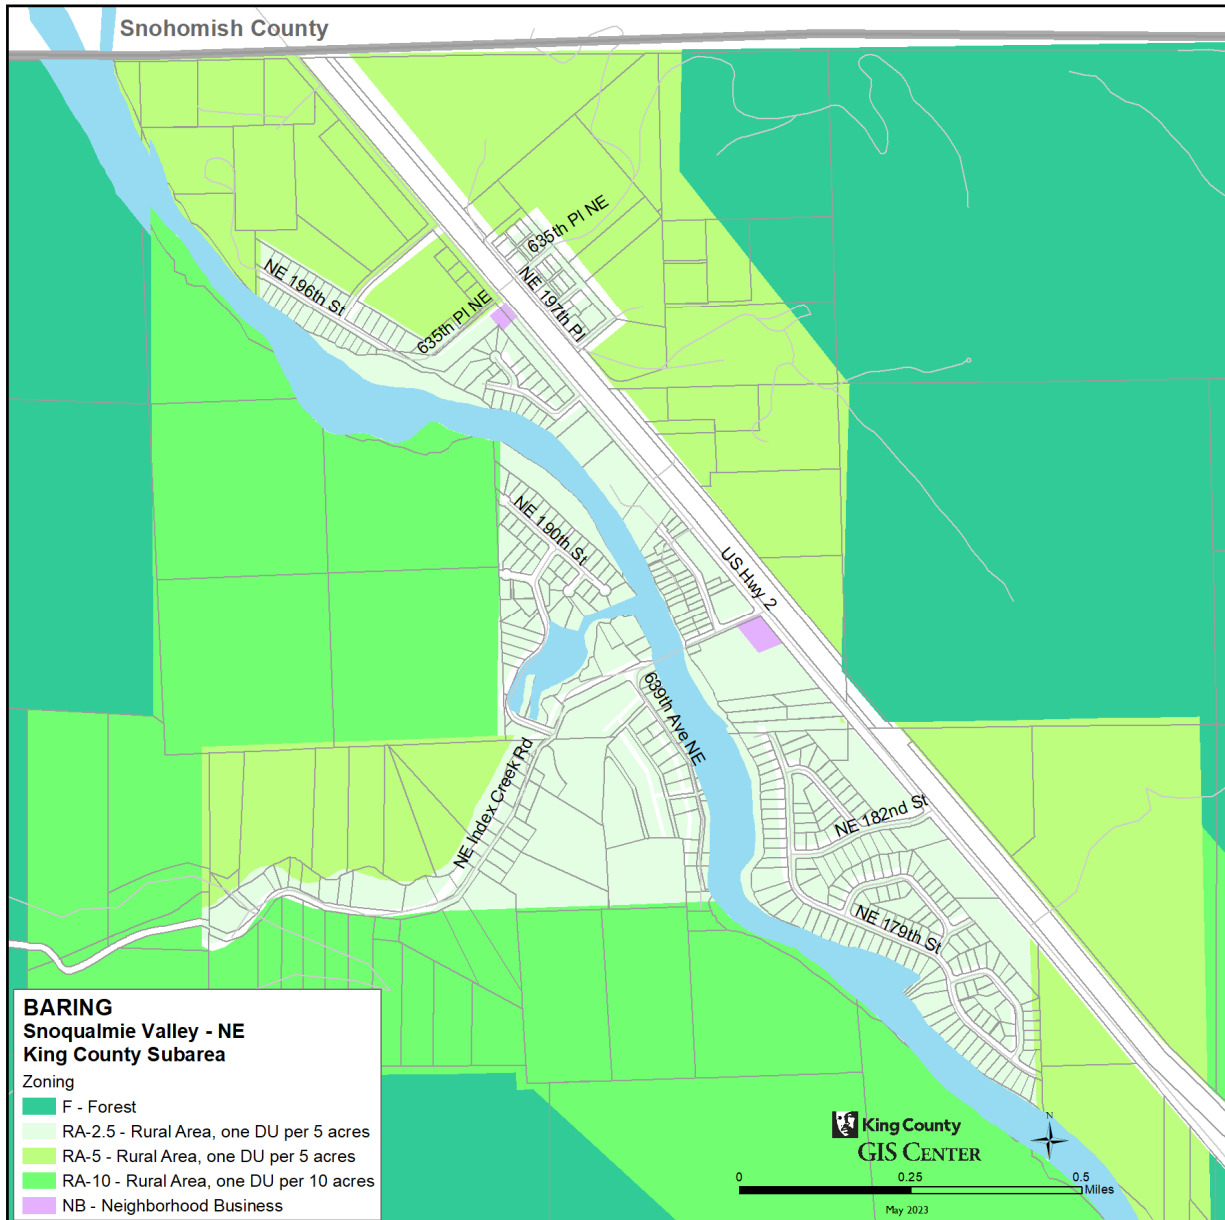 Snohomish County
635th Pl NE
NE 196th St
NE 197th Pl
635th Pl NE
NE 190th St
US Hwy 2
639th Ave NE
NE Index Creek Rd
NE 182nd St
NE 179th St
BARING
Snoqualmie Valley - NE
King County Subarea
Zoning
F - Forest
RA-2.5 - Rural Area, one DU per 5 acres
RA-5 - Rural Area, one DU per 5 acres
RA-10 - Rural Area, one DU per 10 acres
NB - Neighborhood Business
King County
GIS CENTER
N
0 0.25 0.5
Miles
May 2023